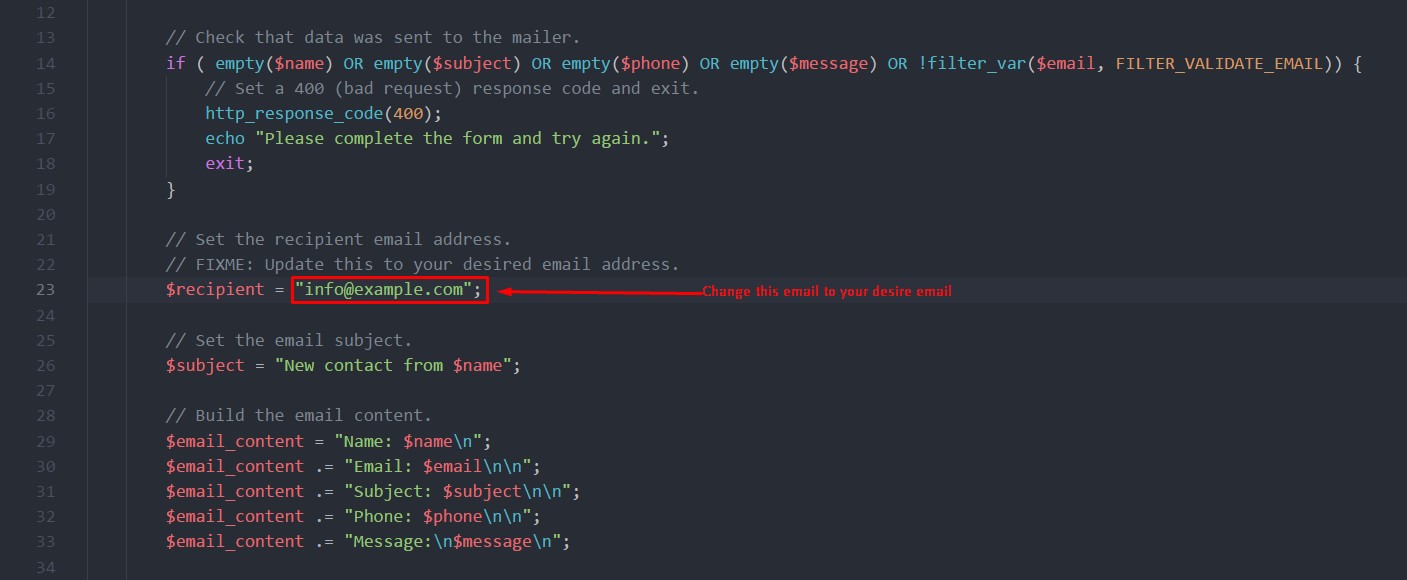 12
13 // Check that data was sent to the mailer.
14 if ( empty($name) OR empty($subject) OR empty($phone) OR empty($message) OR !filter_var($email, FILTER_VALIDATE_EMAIL)) {
15 // Set a 400 (bad request) response code and exit.
16 http_response_code(400);
17 echo "Please complete the form and try again.";
18 exit;
19 }
20
21 // Set the recipient email address.
22 // FIXME: Update this to your desired email address.
23 $recipient = "info@example.com"; Change this email to your desire email
24
25 // Set the email subject.
26 $subject = "New contact from $name";
27
28 // Build the email content.
29 $email_content = "Name: $name\n";
30 $email_content .= "Email: $email\n\n";
31 $email_content .= "Subject: $subject\n\n";
32 $email_content .= "Phone: $phone\n\n";
33 $email_content .= "Message:\n$message\n";
34